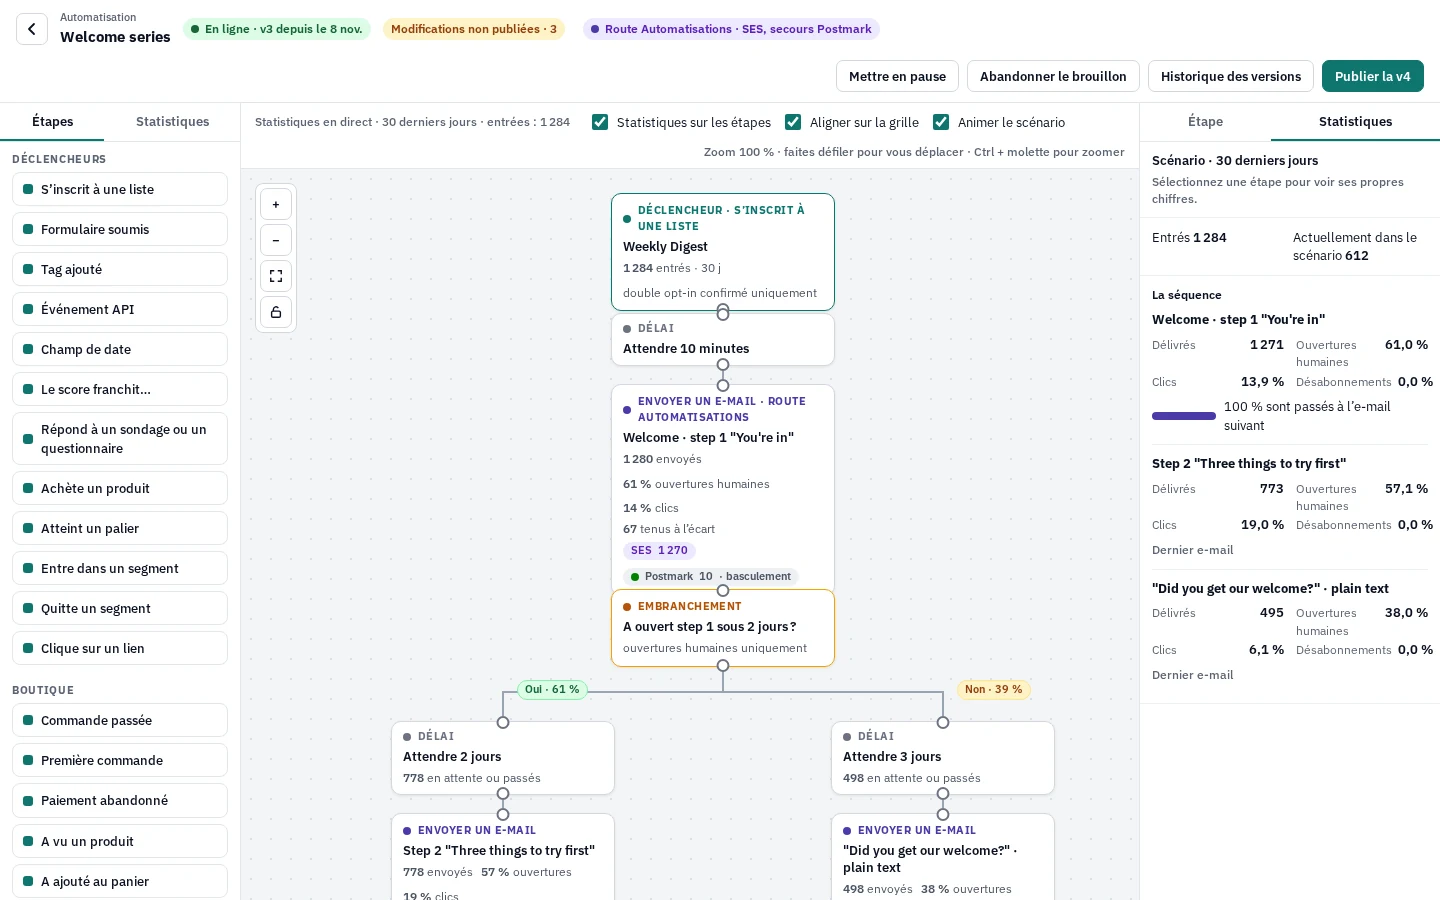 Automatisation
Welcome series
En ligne · v3 depuis le 8 nov.
Modifications non publiées · 3
Route Automatisations · SES, secours Postmark
Mettre en pause
Abandonner le brouillon
Historique des versions
Publier la v4
Étapes
Statistiques
DÉCLENCHEURS
S’inscrit à une liste
Formulaire soumis
Tag ajouté
Événement API
Champ de date
Le score franchit…
Répond à un sondage ou un
questionnaire
Achète un produit
Atteint un palier
Entre dans un segment
Quitte un segment
Clique sur un lien
BOUTIQUE
Commande passée
Première commande
Paiement abandonné
A vu un produit
A ajouté au panier
Statistiques en direct · 30 derniers jours · entrées : 1 284
Statistiques sur les étapes
Aligner sur la grille
Animer le scénario
Zoom 100 % · faites défiler pour vous déplacer · Ctrl + molette pour zoomer
+
−
DÉCLENCHEUR · S’INSCRIT À
UNE LISTE
Weekly Digest
1 284 entrés · 30 j
double opt-in confirmé uniquement
DÉLAI
Attendre 10 minutes
ENVOYER UN E-MAIL · ROUTE
AUTOMATISATIONS
Welcome · step 1 "You're in"
1 280 envoyés
61 % ouvertures humaines
14 % clics
67 tenus à l’écart
SES 1 270
Postmark 10 · basculement
EMBRANCHEMENT
A ouvert step 1 sous 2 jours ?
ouvertures humaines uniquement
Oui · 61 %
Non · 39 %
DÉLAI
Attendre 2 jours
778 en attente ou passés
ENVOYER UN E-MAIL
Step 2 "Three things to try first"
778 envoyés 57 % ouvertures
19 % clics
DÉLAI
Attendre 3 jours
498 en attente ou passés
ENVOYER UN E-MAIL
"Did you get our welcome?" ·
plain text
498 envoyés 38 % ouvertures
Étape
Statistiques
Scénario · 30 derniers jours
Sélectionnez une étape pour voir ses propres
chiffres.
Entrés 1 284
Actuellement dans le
scénario 612
La séquence
Welcome · step 1 "You're in"
Délivrés 1 271
Ouvertures
humaines
61,0 %
Clics 13,9 %
Désabonnements 0,0 %
100 % sont passés à l’e-mail
suivant
Step 2 "Three things to try first"
Délivrés 773
Ouvertures
humaines
57,1 %
Clics 19,0 %
Désabonnements 0,0 %
Dernier e-mail
"Did you get our welcome?" · plain text
Délivrés 495
Ouvertures
humaines
38,0 %
Clics 6,1 %
Désabonnements 0,0 %
Dernier e-mail